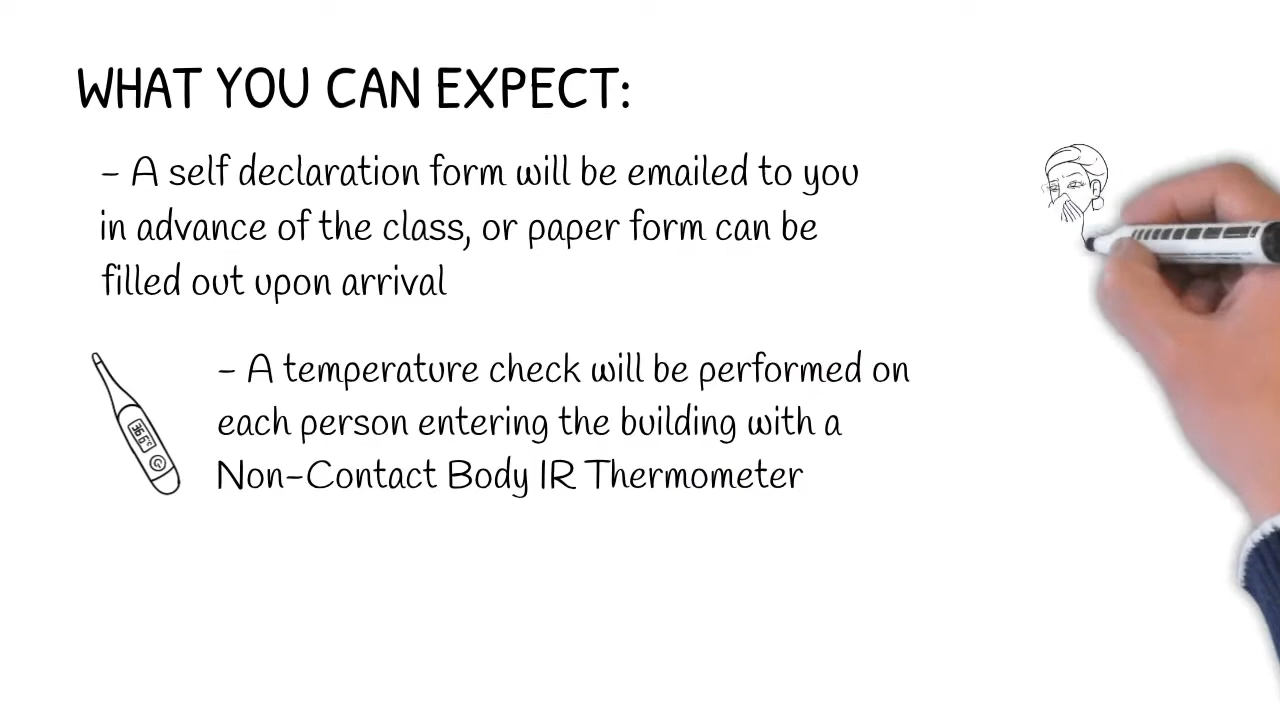 WHAT YOU CAN EXPECT:
- A self declaration form will be emailed to you
in advance of the class, or paper form can be
filled out upon arrival
- A temperature check will be performed on
each person entering the building with a
Non-Contact Body IR Thermometer
36.6°C